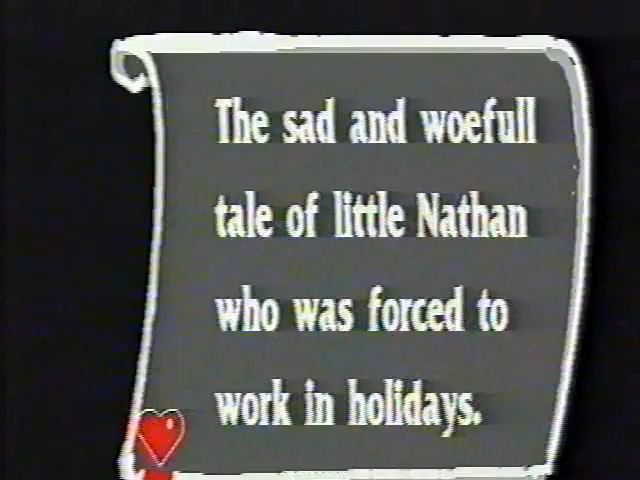 The sad and woefull
tale of little Nathan
who was forced to
work in holidays.